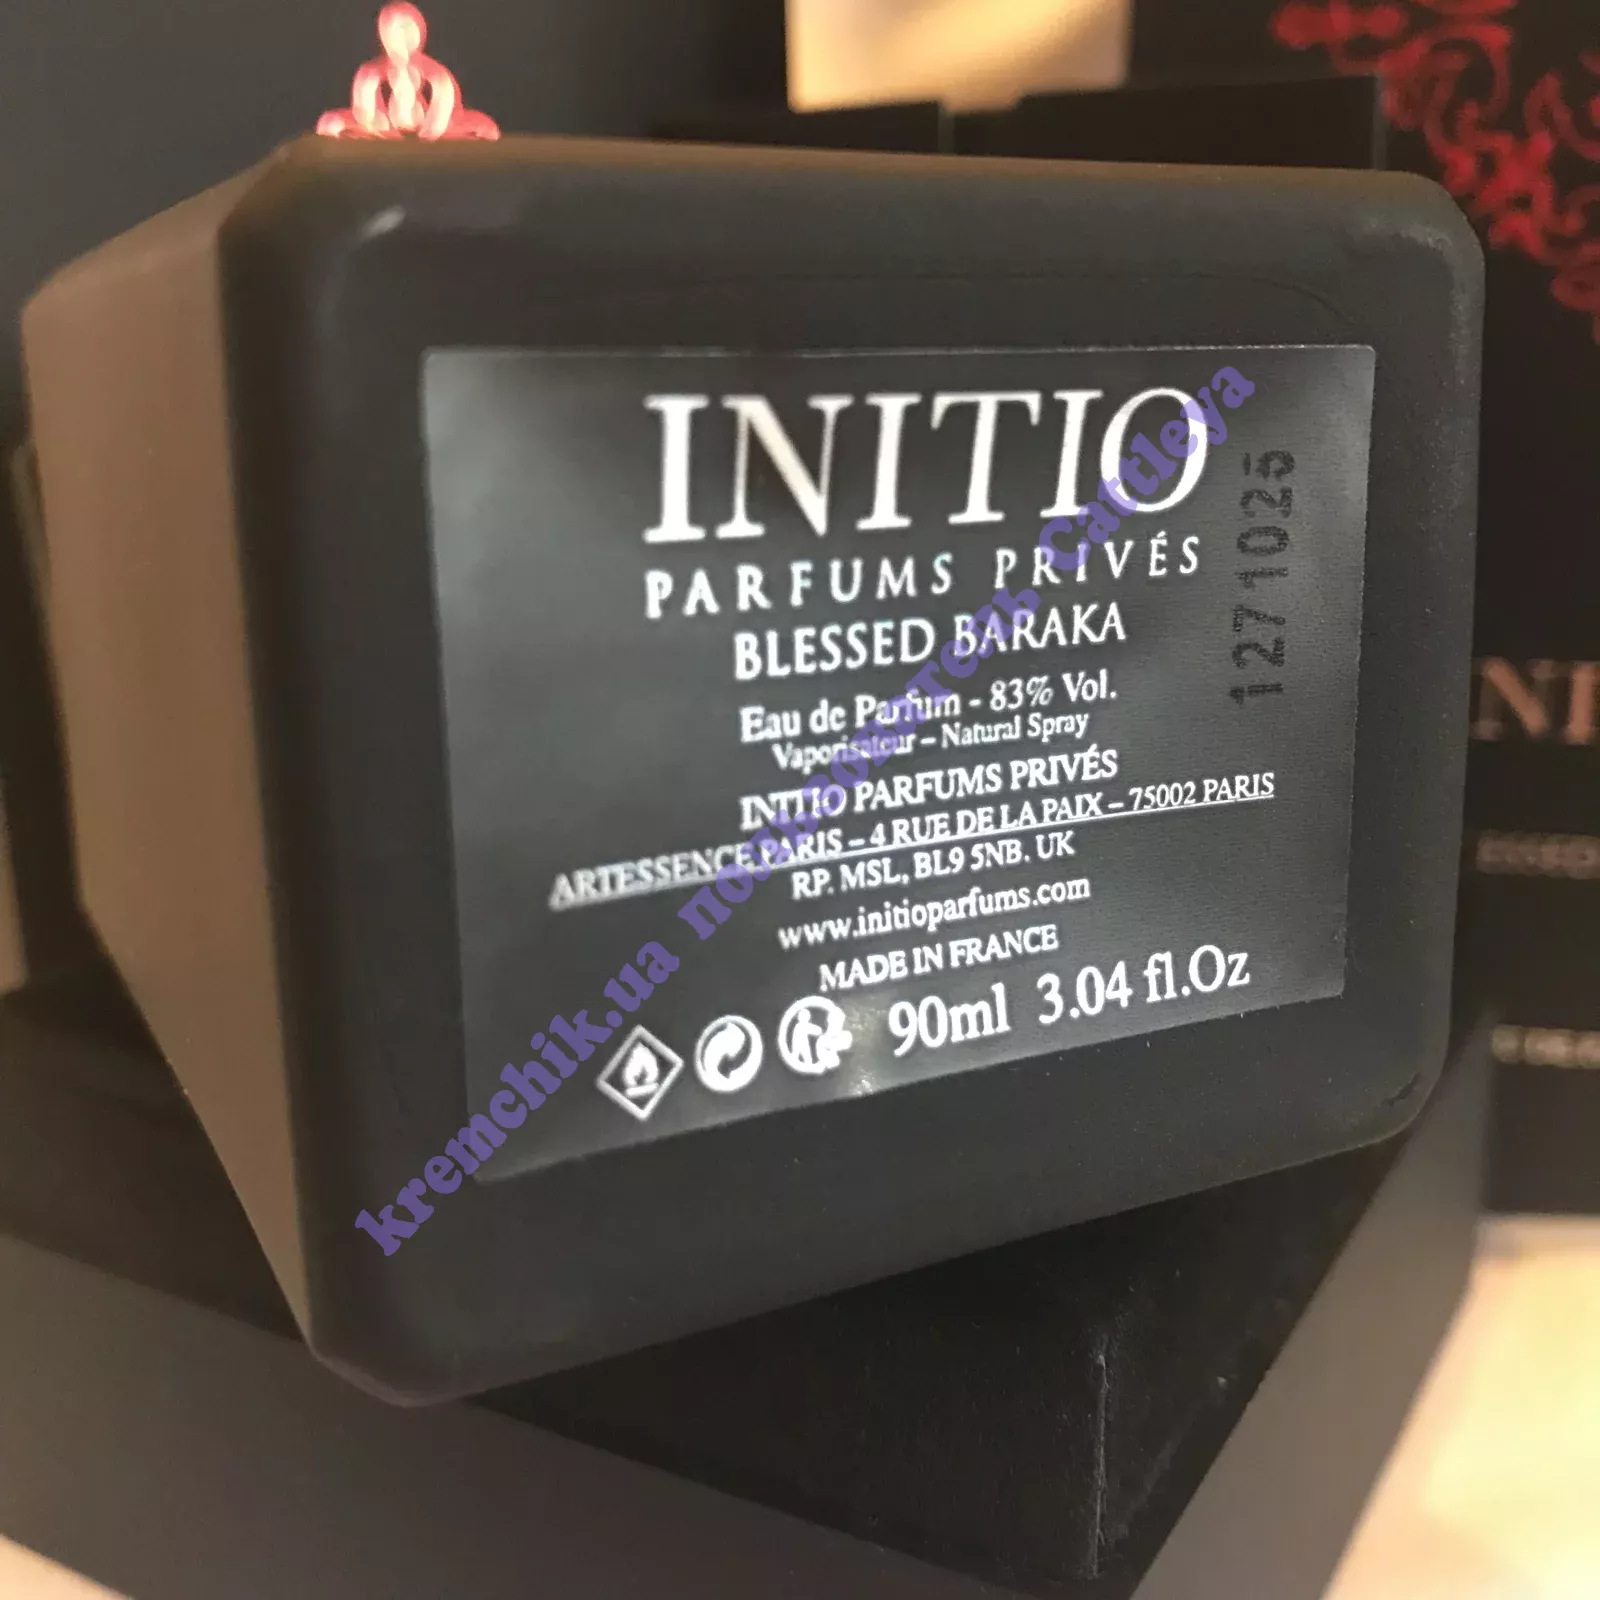 INITIO
PARFUMS PRIVÉS
BLESSED BARAKA
Eau de Parfum - 83% Vol.
Vaporisateur – Natural Spray
INITIO PARFUMS PRIVÉS
ARTESSENCE PARIS – 4 RUE DE LA PAIX – 75002 PARIS
RP. MSL, BL9 5NB. UK
www.initioparfums.com
MADE IN FRANCE
90ml 3.04 fl.Oz
1271025
kremchik.ua пользователь Cattleya